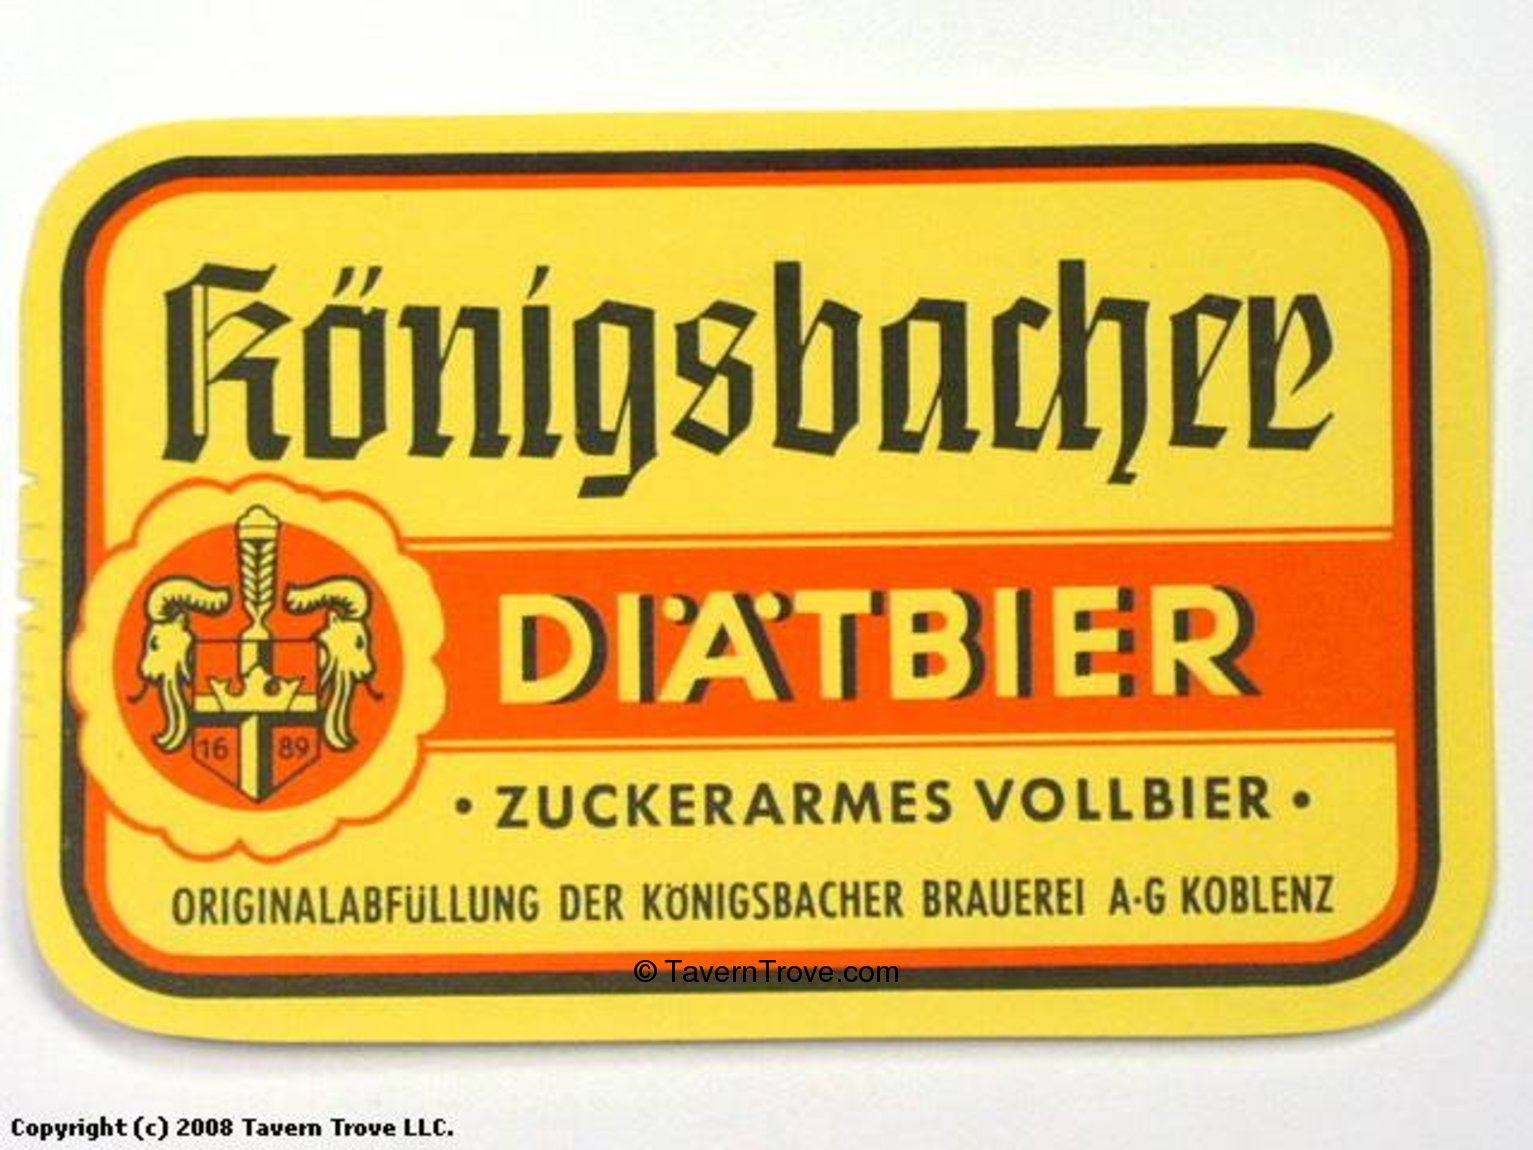 Königsbacher
DIÄTBIER
16 89
• ZUCKERARMES VOLLBIER •
ORIGINALABFÜLLUNG DER KÖNIGSBACHER BRAUEREI A·G KOBLENZ
© TavernTrove.com
Copyright (c) 2008 Tavern Trove LLC.